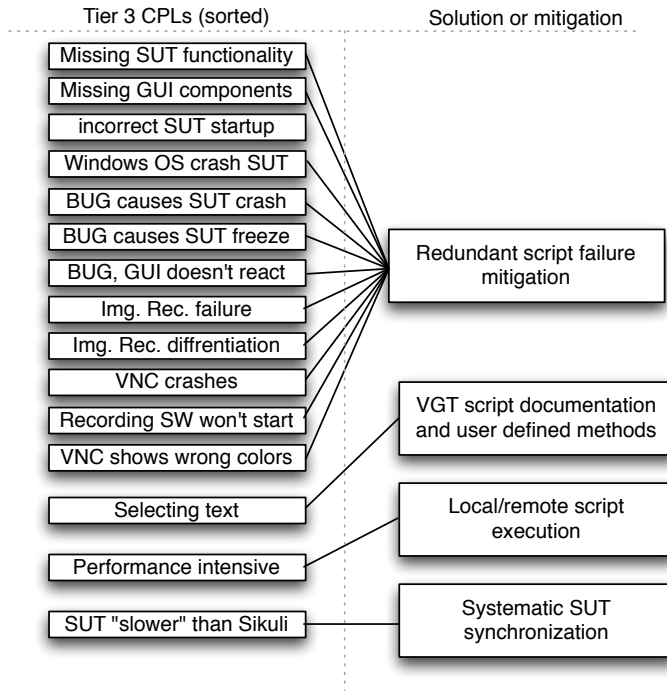 Tier 3 CPLs (sorted)
Solution or mitigation
Missing SUT functionality
Missing GUI components
incorrect SUT startup
Windows OS crash SUT
BUG causes SUT crash
BUG causes SUT freeze
BUG, GUI doesn't react
Img. Rec. failure
Img. Rec. diffrentiation
VNC crashes
Recording SW won't start
VNC shows wrong colors
Selecting text
Performance intensive
SUT "slower" than Sikuli
Redundant script failure
mitigation
VGT script documentation
and user defined methods
Local/remote script
execution
Systematic SUT
synchronization